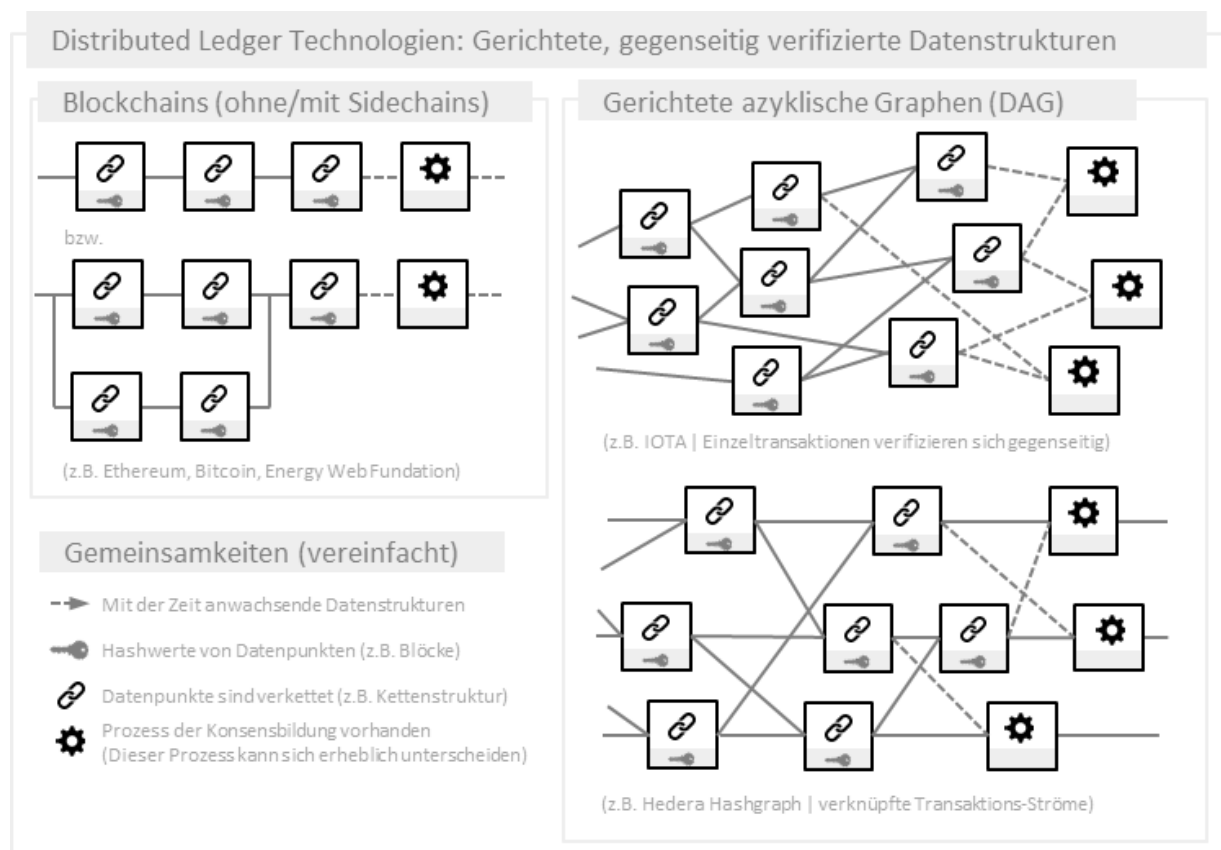 Distributed Ledger Technologien: Gerichtete, gegenseitig verifizierte Datenstrukturen
Blockchains (ohne/mit Sidechains)
bzw.
(z.B. Ethereum, Bitcoin, Energy Web Fundation)
Gemeinsamkeiten (vereinfacht)
Mit der Zeit anwachsende Datenstrukturen
Hashwerte von Datenpunkten (z.B. Blöcke)
Datenpunkte sind verkettet (z.B. Kettenstruktur)
Prozess der Konsensbildung vorhanden
(Dieser Prozess kann sich erheblich unterscheiden)
Gerichtete azyklische Graphen (DAG)
(z.B. IOTA | Einzeltransaktionen verifizieren sich gegenseitig)
(z.B. Hedera Hashgraph | verknüpfte Transaktions-Ströme)